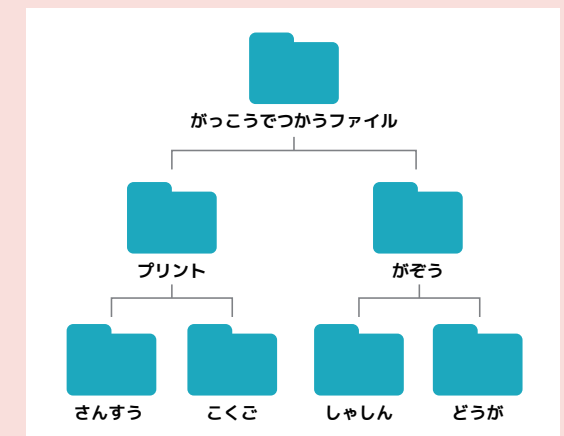 がっこうでつかうファイル
プリント
がぞう
さんすう
こくご
しゃしん
どうが